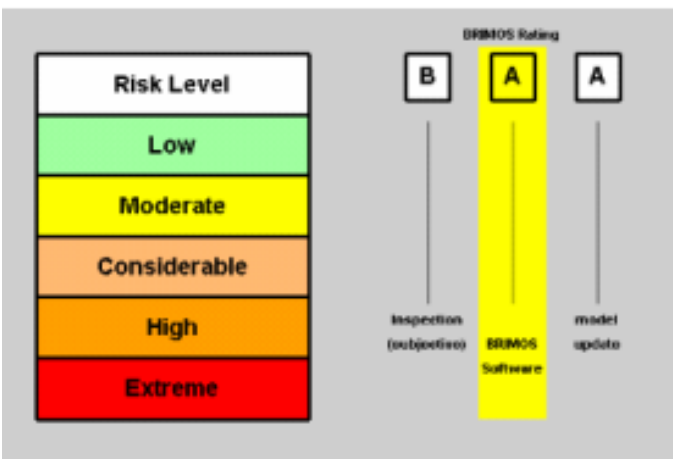 Risk Level
Low
Moderate
Considerable
High
Extreme
BRIMOS Rating
B A A
Inspection
(subjective)
BRIMOS
Software
model
update